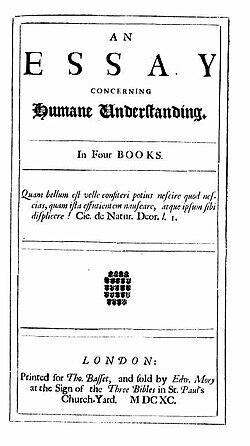 AN
ESSAY
CONCERNING
Humane Understanding.
In Four BOOKS.
Quam bellum est velle confiteri potius nescire quod nes-
cias, quam ista effutientem nauseare, atque ipsum sibi
displicere! Cic. de Natur. Deor. l. 1.
LONDON:
Printed for Tho. Basset, and sold by Edw. Mory
at the Sign of the Three Bibles in St. Paul's
Church-Yard. MDCXC.